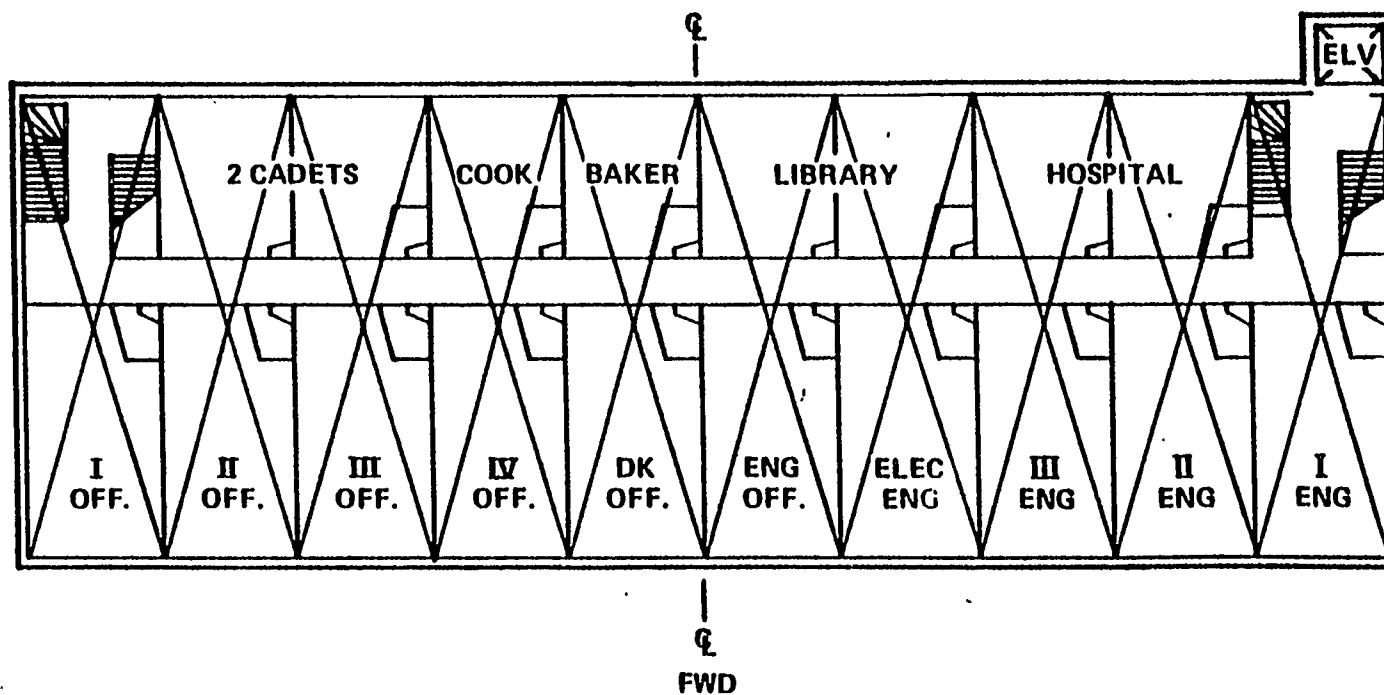 ℄
ELV
2 CADETS
COOK
BAKER
LIBRARY
HOSPITAL
I
OFF.
II
OFF.
III
OFF.
IV
OFF.
DK
OFF.
ENG
OFF.
ELEC
ENG
III
ENG
II
ENG
I
ENG
℄
FWD